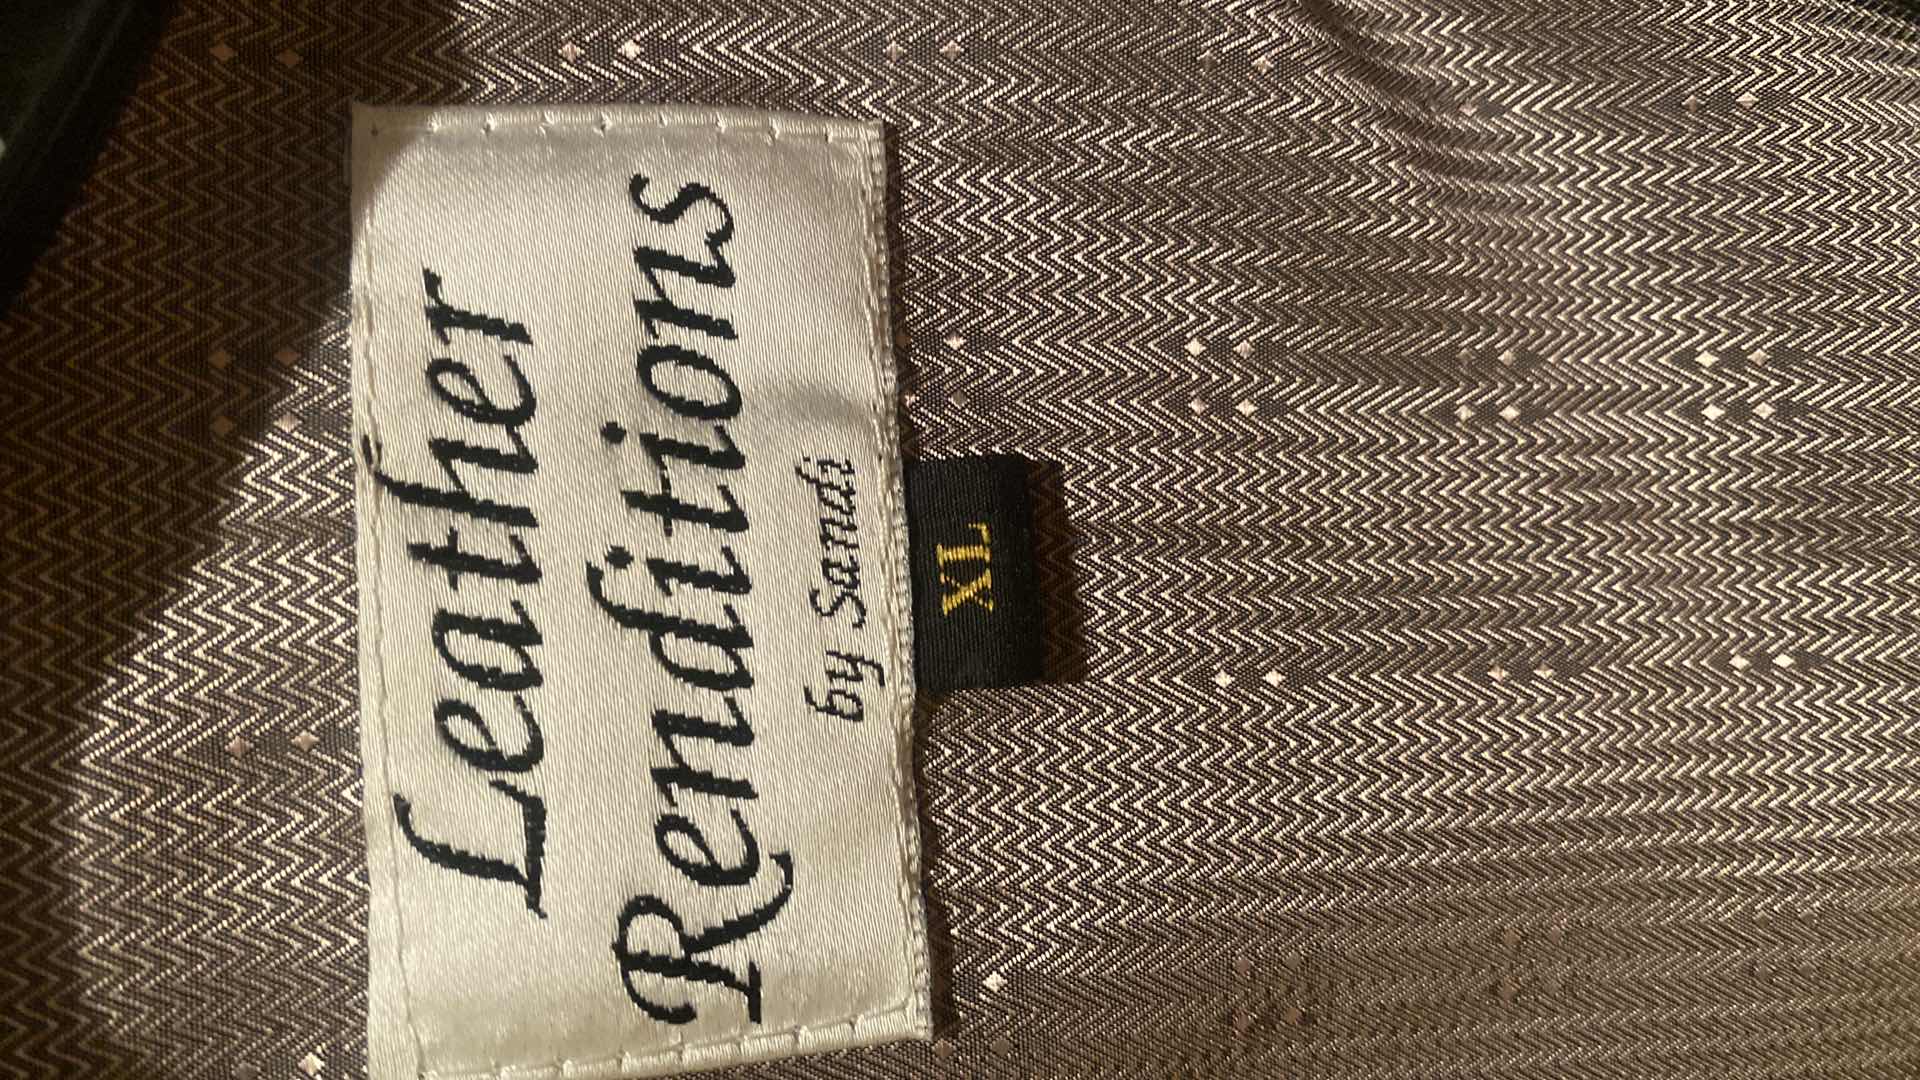 Leather
Renditions
by Sandi
XL